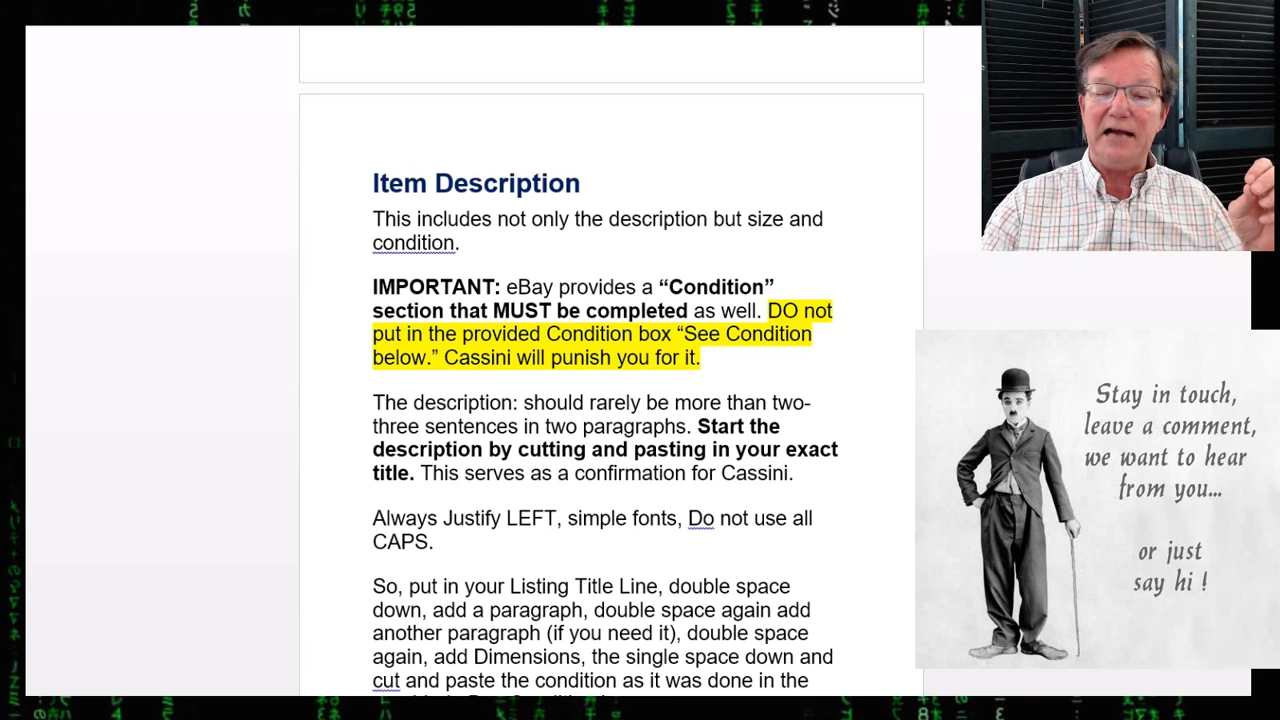 Item Description
This includes not only the description but size and
condition.
IMPORTANT: eBay provides a “Condition”
section that MUST be completed as well. DO not
put in the provided Condition box “See Condition
below.” Cassini will punish you for it.
The description: should rarely be more than two-
three sentences in two paragraphs. Start the
description by cutting and pasting in your exact
title. This serves as a confirmation for Cassini.
Always Justify LEFT, simple fonts, Do not use all
CAPS.
So, put in your Listing Title Line, double space
down, add a paragraph, double space again add
another paragraph (if you need it), double space
again, add Dimensions, the single space down and
cut and paste the condition as it was done in the
Stay in touch,
leave a comment,
we want to hear
from you...
or just
say hi !